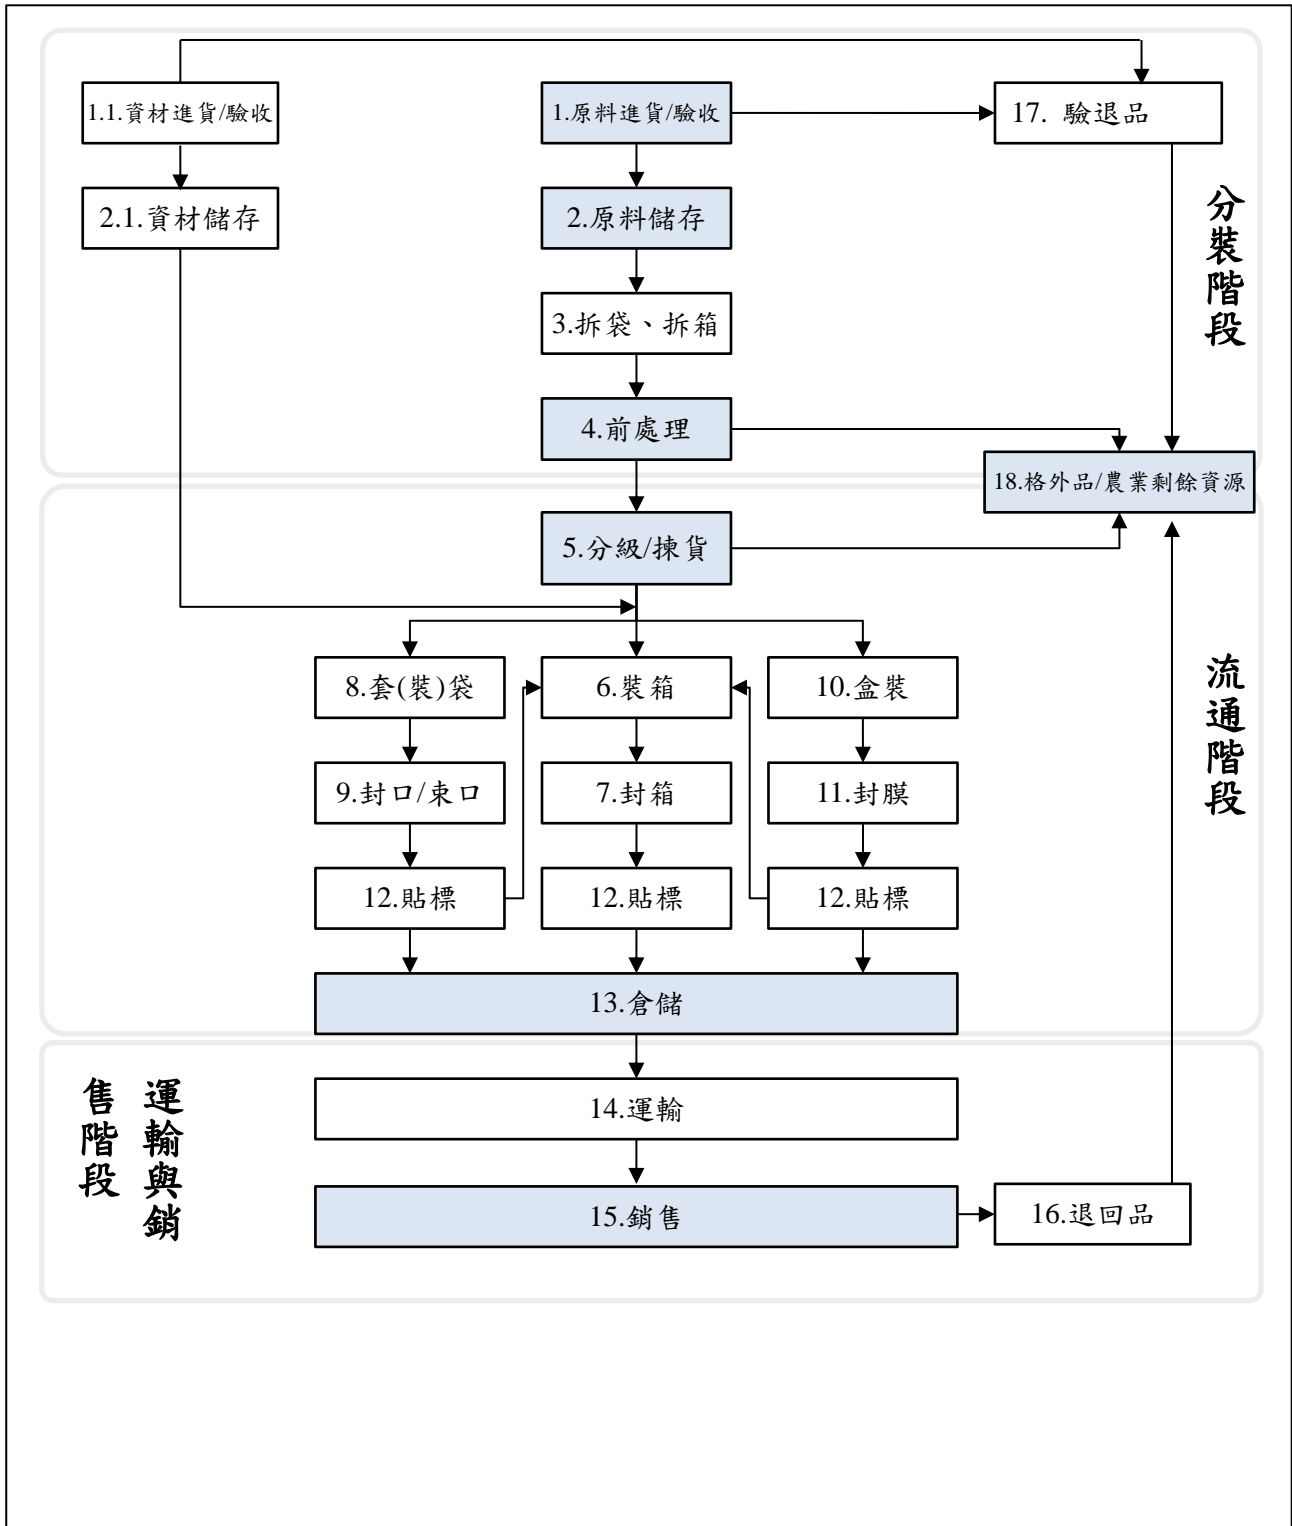 1.1.資材進貨/驗收
1.原料進貨/驗收
17. 驗退品
2.1.資材儲存
2.原料儲存
分裝階段
3.拆袋、拆箱
4.前處理
18.格外品/農業剩餘資源
5.分級/揀貨
8.套(裝)袋
6.裝箱
10.盒裝
流通階段
9.封口/束口
7.封箱
11.封膜
12.貼標
12.貼標
12.貼標
13.倉儲
運輸與銷
售階段
14.運輸
15.銷售
16.退回品